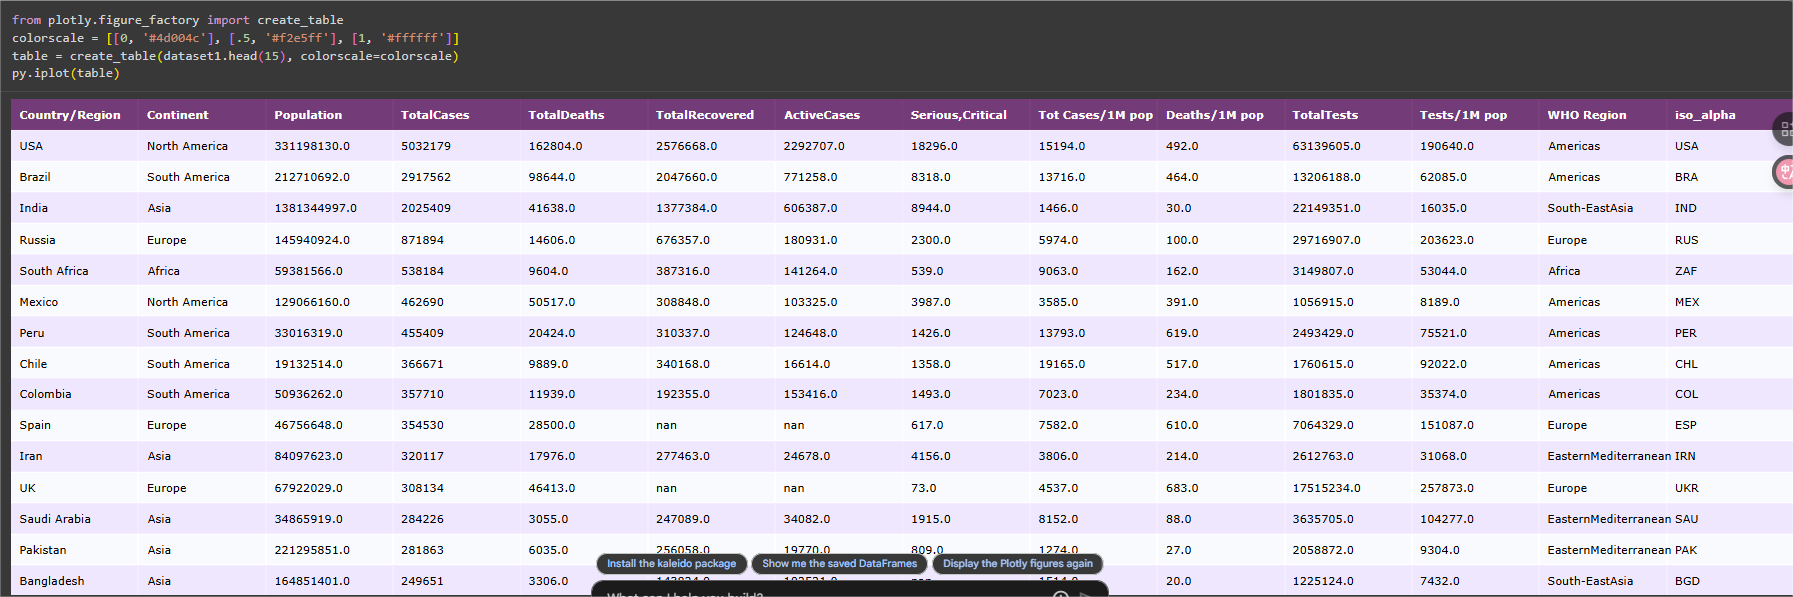 from plotly.figure_factory import create_table
colorscale = [[0, '#4d004c'], [.5, '#f2e5ff'], [1, '#ffffff']]
table = create_table(dataset1.head(15), colorscale=colorscale)
py.iplot(table)
Country/Region Continent Population TotalCases TotalDeaths TotalRecovered ActiveCases Serious,Critical Tot Cases/1M pop Deaths/1M pop TotalTests Tests/1M pop WHO Region iso_alpha
USA North America 331198130.0 5032179 162804.0 2576668.0 2292707.0 18296.0 15194.0 492.0 63139605.0 190640.0 Americas USA
Brazil South America 212710692.0 2917562 98644.0 2047660.0 771258.0 8318.0 13716.0 464.0 13206188.0 62085.0 Americas BRA
India Asia 1381344997.0 2025409 41638.0 1377384.0 606387.0 8944.0 1466.0 30.0 22149351.0 16035.0 South-EastAsia IND
Russia Europe 145940924.0 871894 14606.0 676357.0 180931.0 2300.0 5974.0 100.0 29716907.0 203623.0 Europe RUS
South Africa Africa 59381566.0 538184 9604.0 387316.0 141264.0 539.0 9063.0 162.0 3149807.0 53044.0 Africa ZAF
Mexico North America 129066160.0 462690 50517.0 308848.0 103325.0 3987.0 3585.0 391.0 1056915.0 8189.0 Americas MEX
Peru South America 33016319.0 455409 20424.0 310337.0 124648.0 1426.0 13793.0 619.0 2493429.0 75521.0 Americas PER
Chile South America 19132514.0 366671 9889.0 340168.0 16614.0 1358.0 19165.0 517.0 1760615.0 92022.0 Americas CHL
Colombia South America 50936262.0 357710 11939.0 192355.0 153416.0 1493.0 7023.0 234.0 1801835.0 35374.0 Americas COL
Spain Europe 46756648.0 354530 28500.0 nan nan 617.0 7582.0 610.0 7064329.0 151087.0 Europe ESP
Iran Asia 84097623.0 320117 17976.0 277463.0 24678.0 4156.0 3806.0 214.0 2612763.0 31068.0 EasternMediterranean IRN
UK Europe 67922029.0 308134 46413.0 nan nan 73.0 4537.0 683.0 17515234.0 257873.0 Europe UKR
Saudi Arabia Asia 34865919.0 284226 3055.0 247089.0 34082.0 1915.0 8152.0 88.0 3635705.0 104277.0 EasternMediterranean SAU
Pakistan Asia 221295851.0 281863 6035.0 256058.0 19770.0 809.0 1274.0 27.0 2058872.0 9304.0 EasternMediterranean PAK
Install the kaleido package Show me the saved DataFrames Display the Plotly figures again
Bangladesh Asia 164851401.0 249651 3306.0 20.0 1225124.0 7432.0 South-EastAsia BGD
What can I help you build?